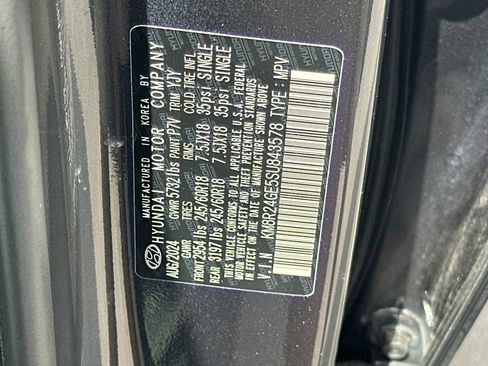 MANUFACTURED IN KOREA BY
HYUNDAI MOTOR COMPANY
AUG/2024 GVWR 5732lbs PAINT P7V TRIM YJY
GAWR TIRES RIMS COLD TIRE INFL
FRONT 2954 lbs 245/60R18 7.5JX18 35psi SINGLE
REAR 3197 lbs 245/60R18 7.5JX18 35psi SINGLE
THIS VEHICLE CONFORMS TO ALL APPLICABLE U.S.A. FEDERAL
MOTOR VEHICLE SAFETY AND THEFT PREVENTION STANDARDS
IN EFFECT ON THE DATE OF MANUFACTURE SHOWN ABOVE
V.I.N : KM8R24GE5SU843578 TYPE : MPV